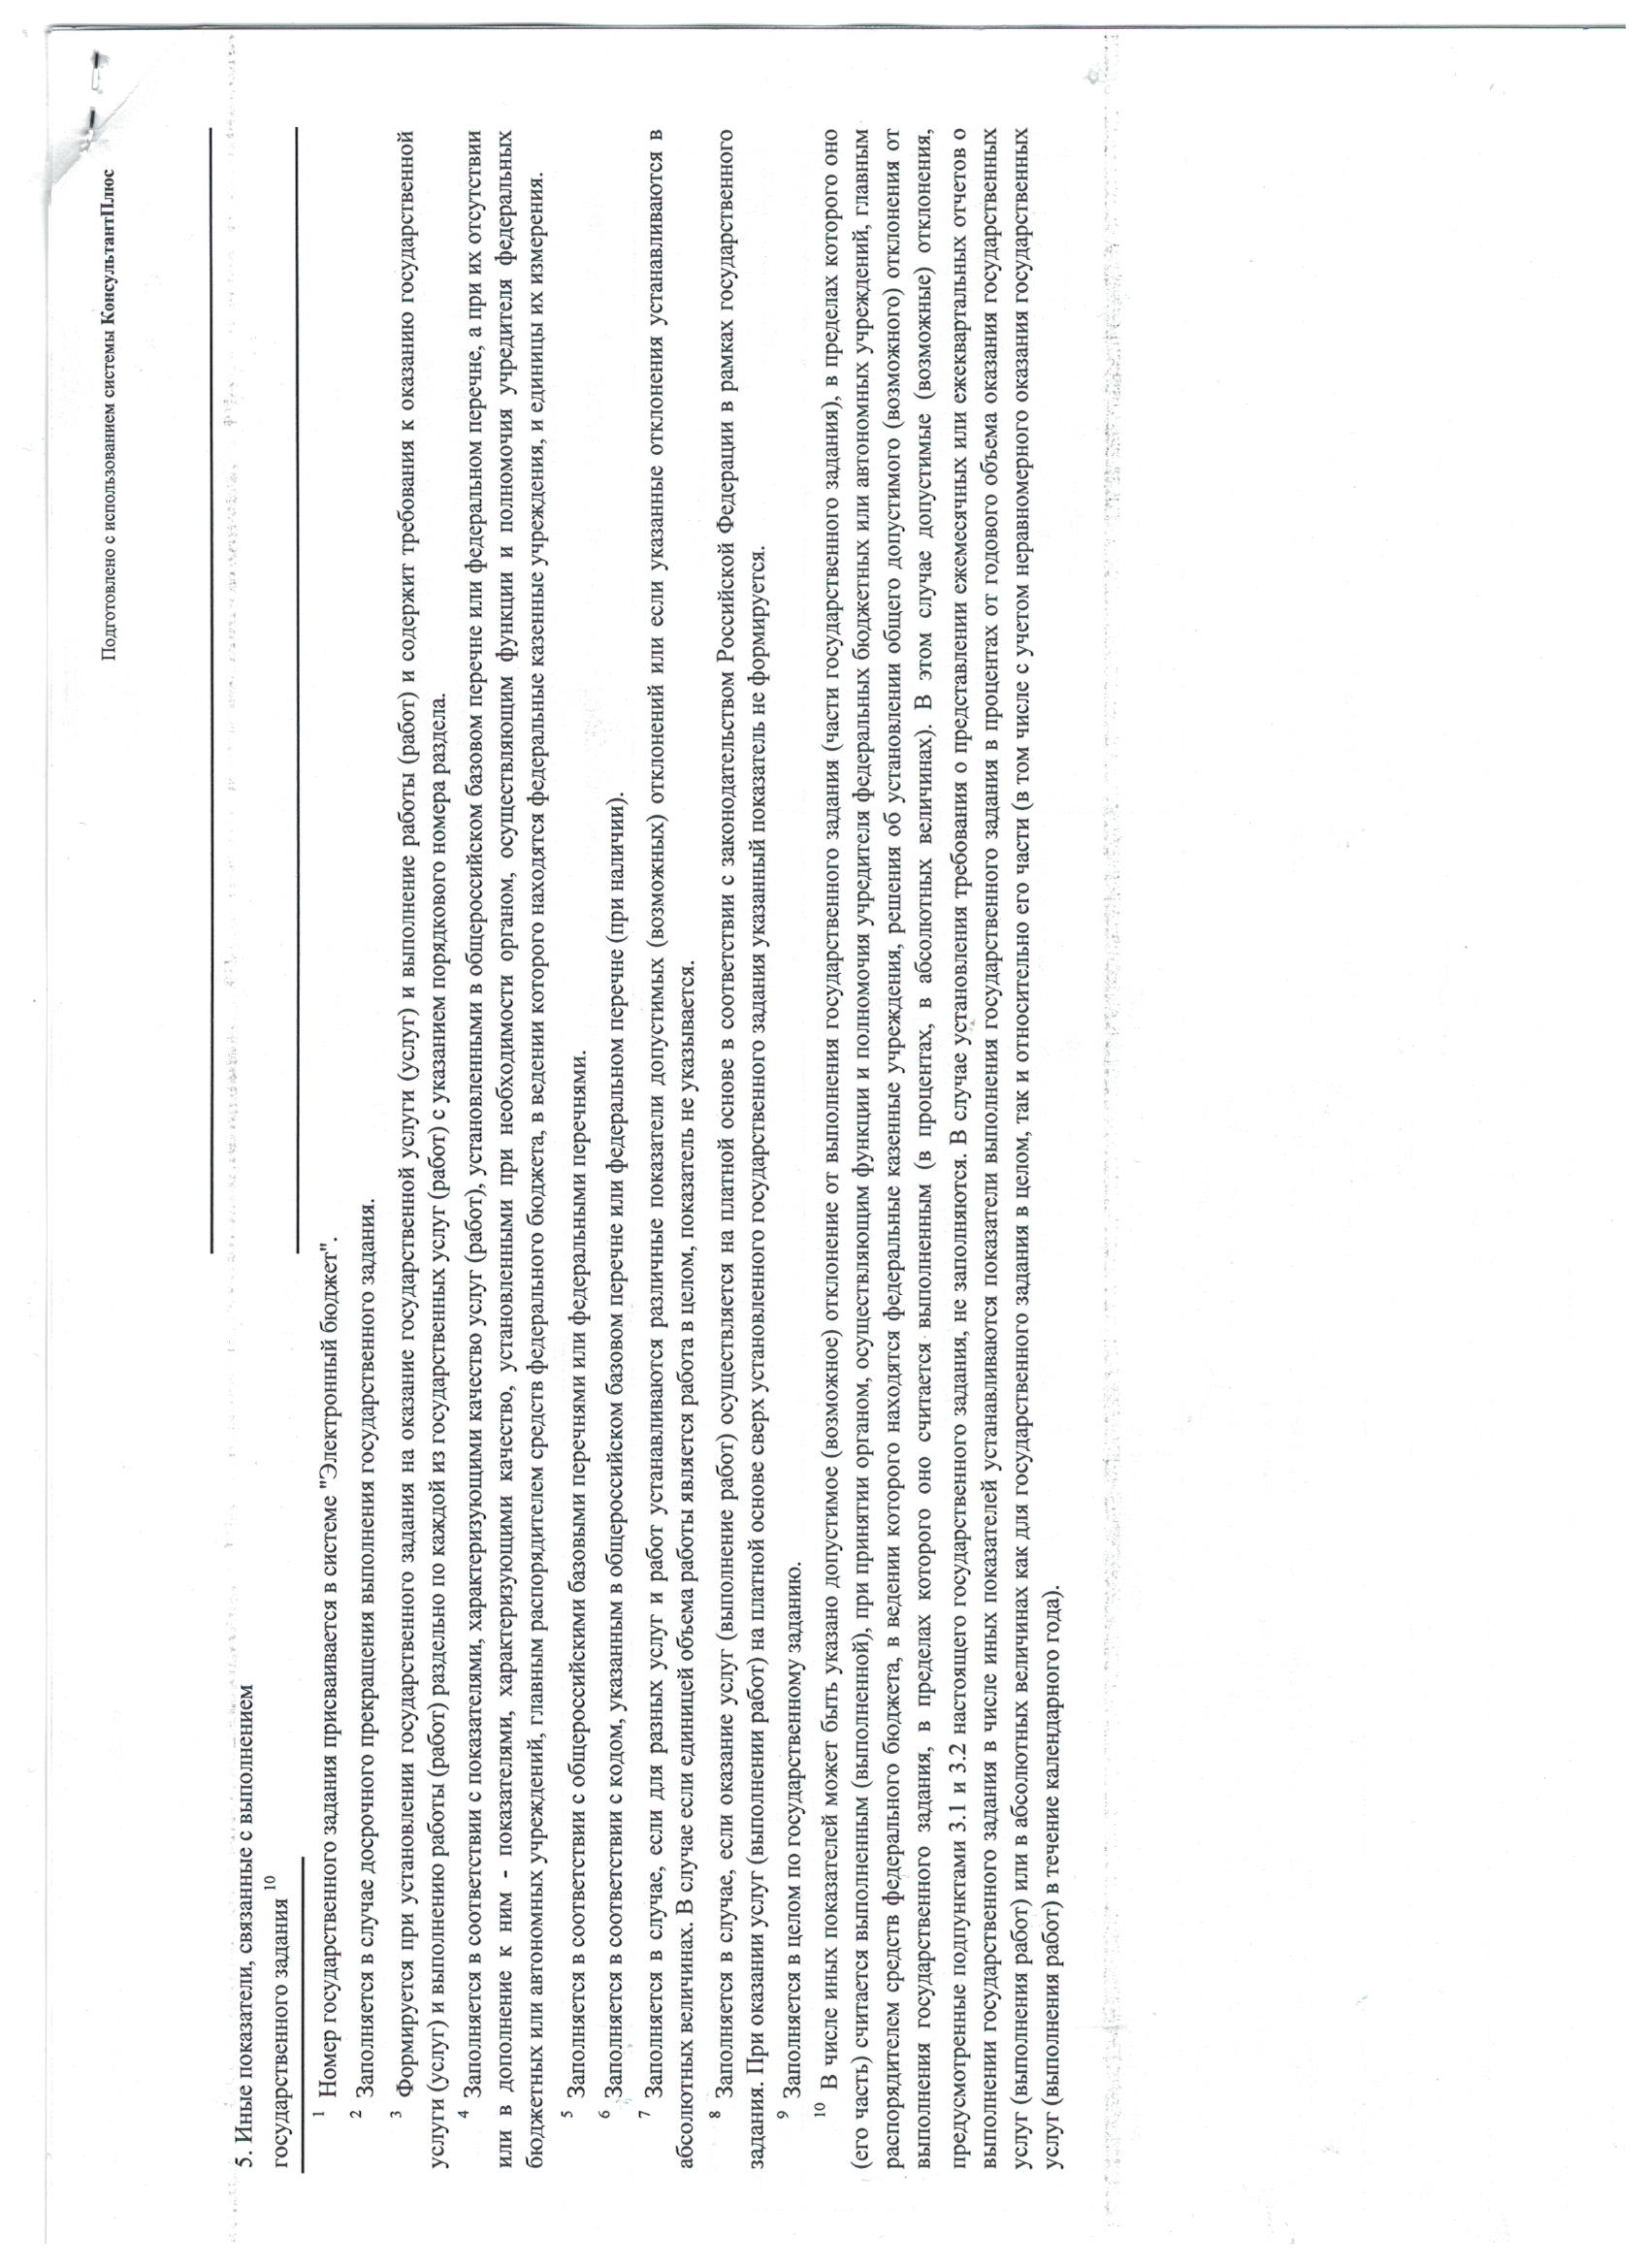 Подготовлено с использованием системы КонсультантПлюс
5. Иные показатели, связанные с выполнением
государственного задания 10
1 Номер государственного задания присваивается в системе "Электронный бюджет".
2 Заполняется в случае досрочного прекращения выполнения государственного задания.
3 Формируется при установлении государственного задания на оказание государственной услуги (услуг) и выполнение работы (работ) и содержит требования к оказанию государственной
услуги (услуг) и выполнению работы (работ) раздельно по каждой из государственных услуг (работ) с указанием порядкового номера раздела.
4 Заполняется в соответствии с показателями, характеризующими качество услуг (работ), установленными в общероссийском базовом перечне или федеральном перечне, а при их отсутствии
или в дополнение к ним - показателями, характеризующими качество, установленными при необходимости органом, осуществляющим функции и полномочия учредителя федеральных
бюджетных или автономных учреждений, главным распорядителем средств федерального бюджета, в ведении которого находятся федеральные казенные учреждения, и единицы их измерения.
5 Заполняется в соответствии с общероссийскими базовыми перечнями или федеральными перечнями.
6 Заполняется в соответствии с кодом, указанным в общероссийском базовом перечне или федеральном перечне (при наличии).
7 Заполняется в случае, если для разных услуг и работ устанавливаются различные показатели допустимых (возможных) отклонений или если указанные отклонения устанавливаются в
абсолютных величинах. В случае если единицей объема работы является работа в целом, показатель не указывается.
8 Заполняется в случае, если оказание услуг (выполнение работ) осуществляется на платной основе в соответствии с законодательством Российской Федерации в рамках государственного
задания. При оказании услуг (выполнении работ) на платной основе сверх установленного государственного задания указанный показатель не формируется.
9 Заполняется в целом по государственному заданию.
10 В числе иных показателей может быть указано допустимое (возможное) отклонение от выполнения государственного задания (части государственного задания), в пределах которого оно
(его часть) считается выполненным (выполненной), при принятии органом, осуществляющим функции и полномочия учредителя федеральных бюджетных или автономных учреждений, главным
распорядителем средств федерального бюджета, в ведении которого находятся федеральные казенные учреждения, решения об установлении общего допустимого (возможного) отклонения от
выполнения государственного задания, в пределах которого оно считается выполненным (в процентах, в абсолютных величинах). В этом случае допустимые (возможные) отклонения,
предусмотренные подпунктами 3.1 и 3.2 настоящего государственного задания, не заполняются. В случае установления требования о представлении ежемесячных или ежеквартальных отчетов о
выполнении государственного задания в числе иных показателей устанавливаются показатели выполнения государственного задания в процентах от годового объема оказания государственных
услуг (выполнения работ) или в абсолютных величинах как для государственного задания в целом, так и относительно его части (в том числе с учетом неравномерного оказания государственных
услуг (выполнения работ) в течение календарного года).